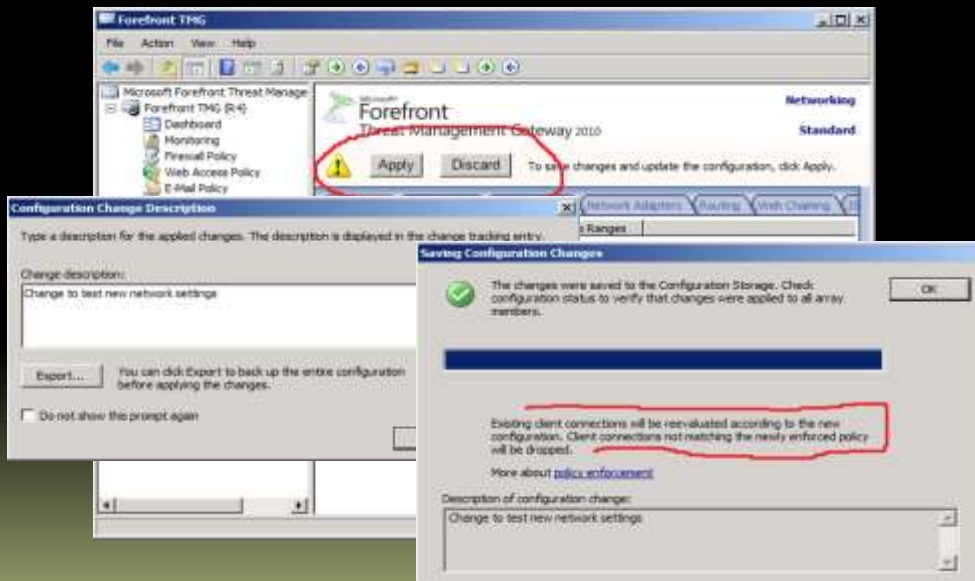 Forefront TMG
File Action View Help
Microsoft Forefront Threat Manage
Forefront TMG (R4)
Dashboard
Monitoring
Firewall Policy
Web Access Policy
E-Mail Policy
Microsoft
Forefront
Threat Management Gateway 2010
Networking
Standard
Apply
Discard
To save changes and update the configuration, click Apply.
Network Adapters
Routing
Web Chaining
Ranges
Configuration Change Description
Type a description for the applied changes. The description is displayed in the change tracking entry.
Change description:
Change to test new network settings
Export...
You can click Export to back up the entire configuration
before applying the changes.
Do not show this prompt again
Saving Configuration Changes
The changes were saved to the Configuration Storage. Check
configuration status to verify that changes were applied to all array
members.
OK
Existing client connections will be reevaluated according to the new
configuration. Client connections not matching the newly enforced policy
will be dropped.
More about policy enforcement
Description of configuration change:
Change to test new network settings